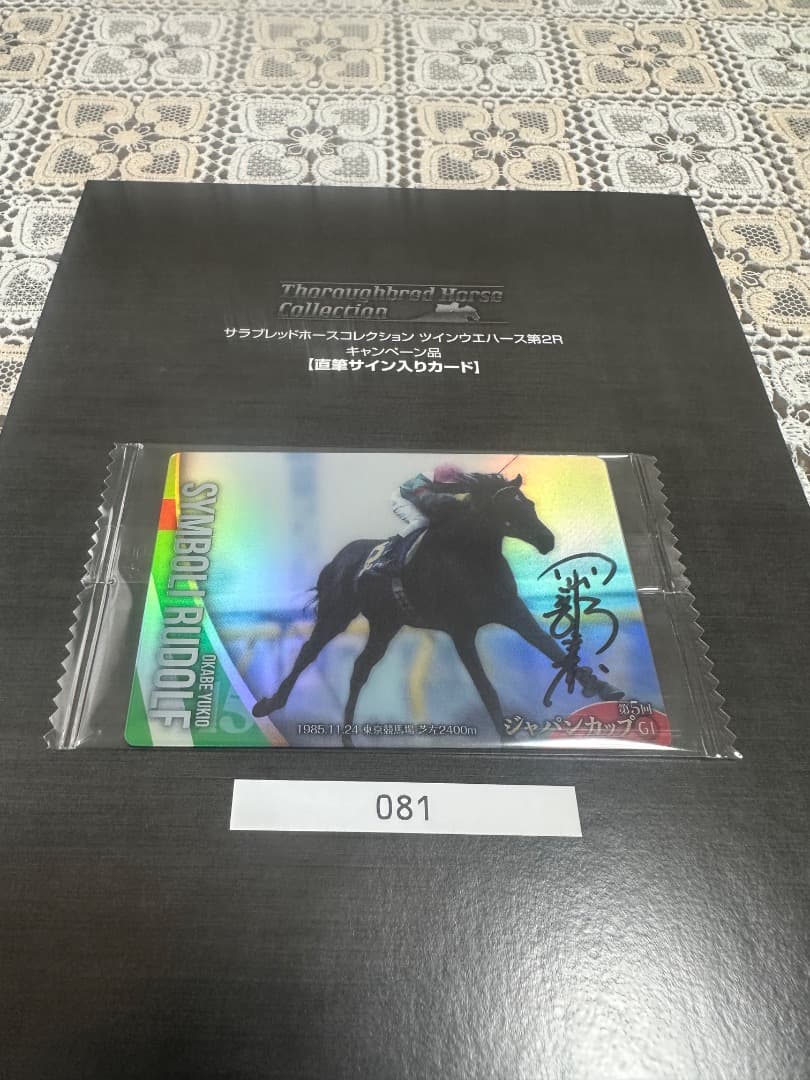 Thoroughbred Horse
Collection
サラブレッドホースコレクション ツインウエハース第2R
キャンペーン品
【直筆サイン入りカード】
SYMBOLI RUDOLF
OKABE YUKIO
1985.11.24 東京競馬場 芝左2400m
第5回
ジャパンカップ GI
081